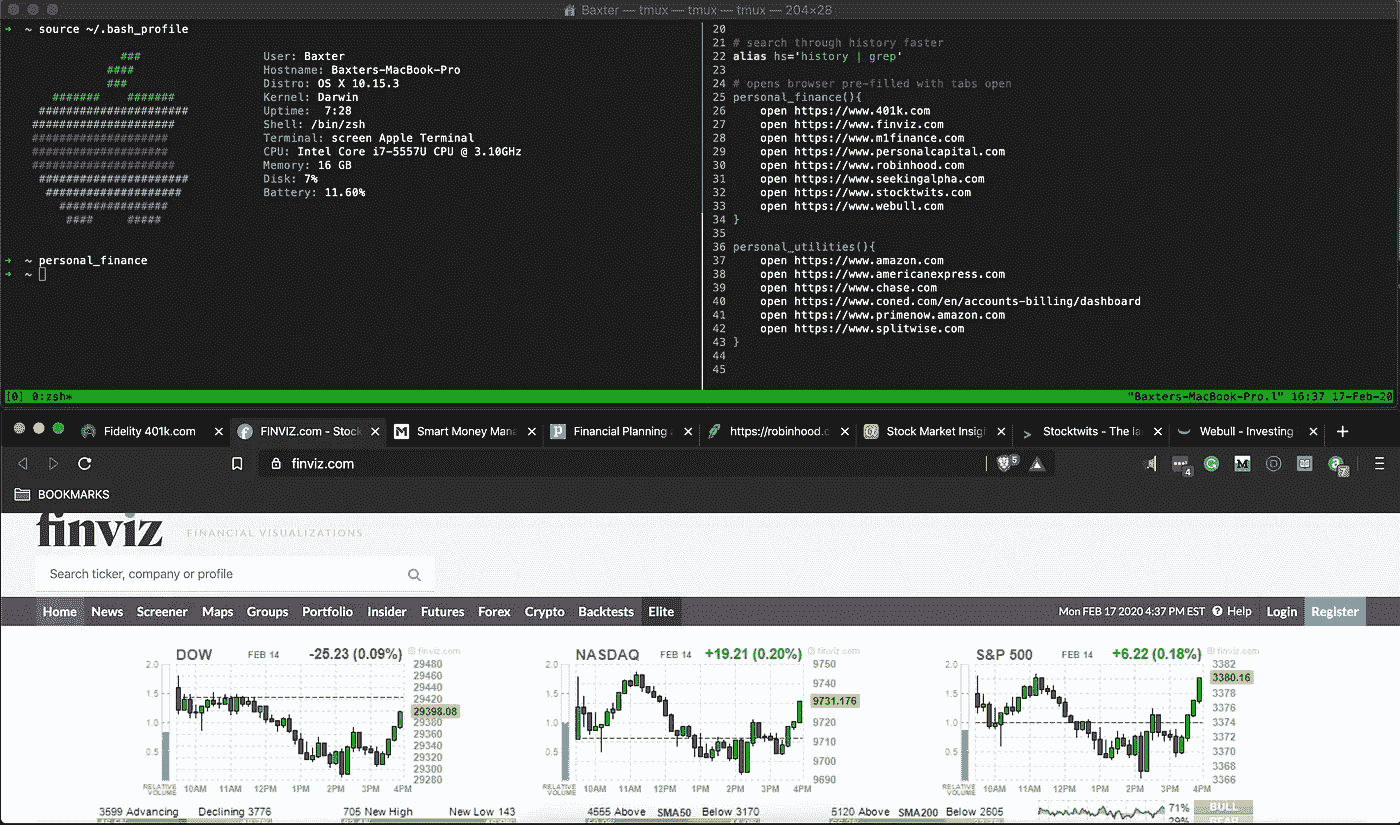 Baxter — tmux — tmux — tmux — 204×28
➜ ~ source ~/.bash_profile
###
####
###
####### #######
######################
#####################
####################
####################
#####################
######################
####################
################
#### #####
User: Baxter
Hostname: Baxters-MacBook-Pro
Distro: OS X 10.15.3
Kernel: Darwin
Uptime: 7:28
Shell: /bin/zsh
Terminal: screen Apple Terminal
CPU: Intel Core i7-5557U CPU @ 3.10GHz
Memory: 16 GB
Disk: 7%
Battery: 11.60%
➜ ~ personal_finance
➜ ~
20
21 # search through history faster
22 alias hs='history | grep'
23
24 # opens browser pre-filled with tabs open
25 personal_finance(){
26 open https://www.401k.com
27 open https://www.finviz.com
28 open https://www.m1finance.com
29 open https://www.personalcapital.com
30 open https://www.robinhood.com
31 open https://www.seekingalpha.com
32 open https://www.stocktwits.com
33 open https://www.webull.com
34 }
35
36 personal_utilities(){
37 open https://www.amazon.com
38 open https://www.americanexpress.com
39 open https://www.chase.com
40 open https://www.coned.com/en/accounts-billing/dashboard
41 open https://www.primenow.amazon.com
42 open https://www.splitwise.com
43 }
44
45
[0] 0:zsh* "Baxters-MacBook-Pro.l" 16:37 17-Feb-20
Fidelity 401k.com FINVIZ.com - Stock Smart Money Mana Financial Planning https://robinhood.c Stock Market Insigh Stocktwits - The la Webull - Investing
finviz.com 5 4 7
BOOKMARKS
finviz FINANCIAL VISUALIZATIONS
Search ticker, company or profile
Home News Screener Maps Groups Portfolio Insider Futures Forex Crypto Backtests Elite Mon FEB 17 2020 4:37 PM EST Help Login Register
DOW FEB 14 -25.23 (0.09%) © finviz.com
2.0
1.5
1.0
0.5
29480
29460
29440
29420
29398.08
29380
29360
29340
29320
29300
29280
RELATIVE VOLUME 10AM 11AM 12PM 1PM 2PM 3PM 4PM
NASDAQ FEB 14 +19.21 (0.20%) © finviz.com
2.0
1.5
1.0
0.5
9750
9740
9731.176
9720
9710
9700
9690
RELATIVE VOLUME 10AM 11AM 12PM 1PM 2PM 3PM 4PM
S&P 500 FEB 14 +6.22 (0.18%) © finviz.com
2.0
1.5
1.0
0.5
3382
3380.16
3378
3376
3374
3372
3370
3368
3366
RELATIVE VOLUME 10AM 11AM 12PM 1PM 2PM 3PM 4PM
3599 Advancing Declining 3776 705 New High New Low 143 4555 Above SMA50 Below 3170 5120 Above SMA200 Below 2605 71% BULL
29% BEAR